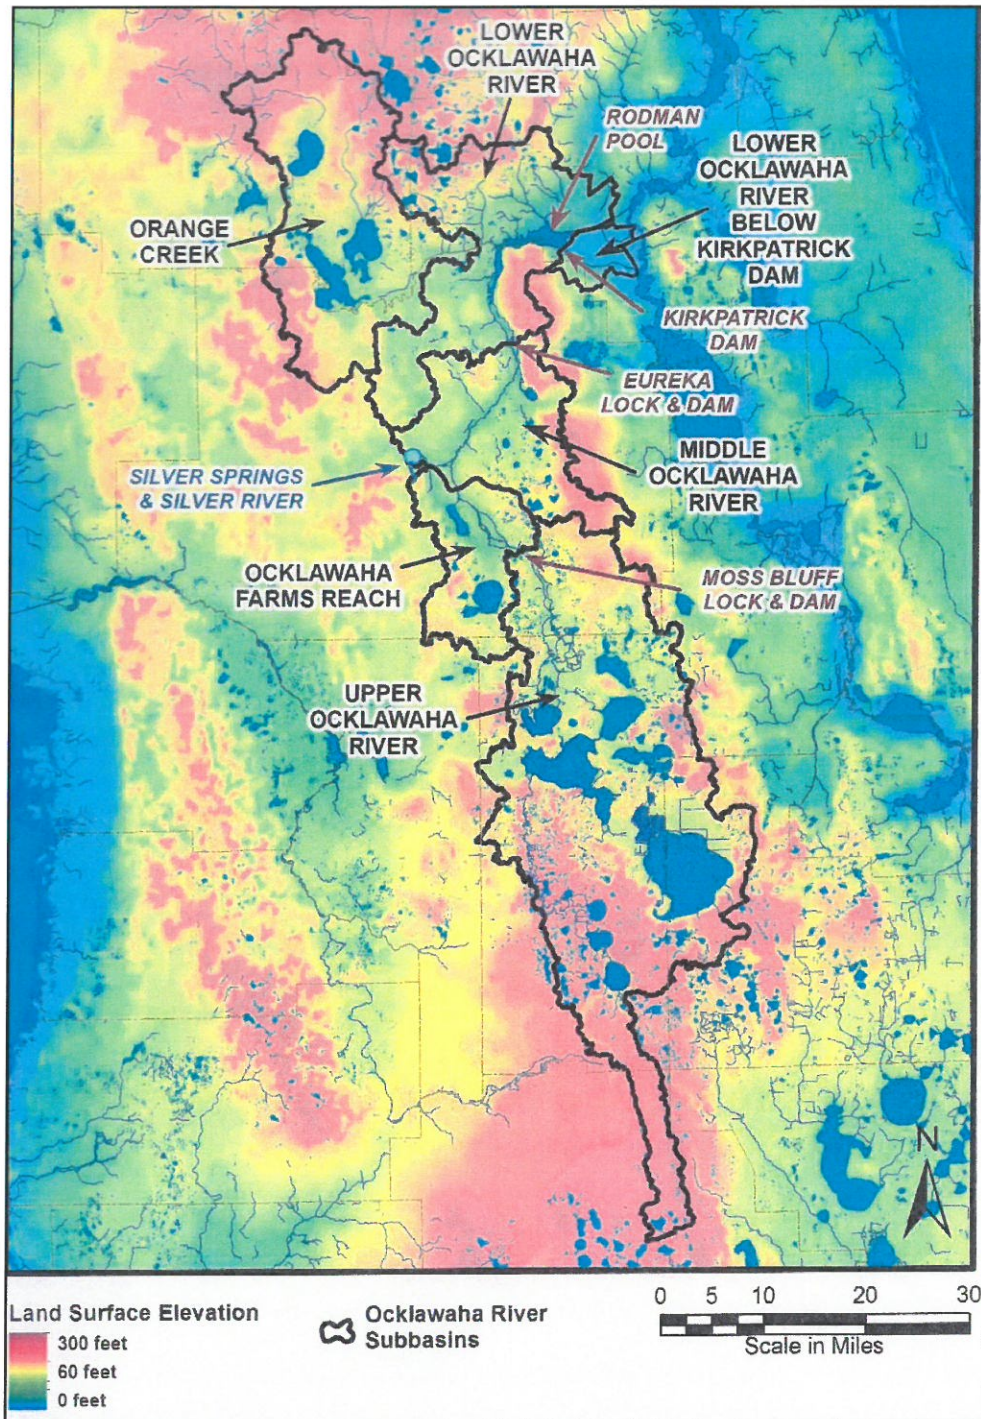 LOWER
OCKLAWAHA
RIVER
RODMAN
POOL
LOWER
OCKLAWAHA
RIVER
BELOW
KIRKPATRICK
DAM
ORANGE
CREEK
KIRKPATRICK
DAM
EUREKA
LOCK & DAM
MIDDLE
OCKLAWAHA
RIVER
SILVER SPRINGS
& SILVER RIVER
OCKLAWAHA
FARMS REACH
MOSS BLUFF
LOCK & DAM
UPPER
OCKLAWAHA
RIVER
N
Land Surface Elevation
300 feet
60 feet
0 feet
Ocklawaha River
Subbasins
0 5 10 20 30
Scale in Miles